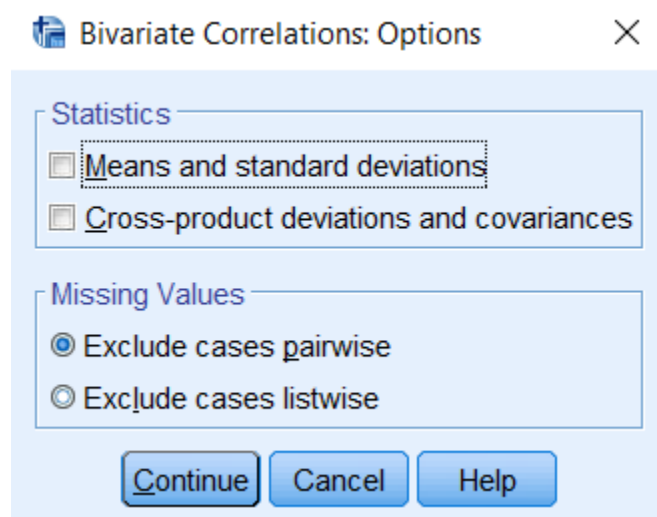 Bivariate Correlations: Options
Statistics
Means and standard deviations
Cross-product deviations and covariances
Missing Values
Exclude cases pairwise
Exclude cases listwise
Continue Cancel Help